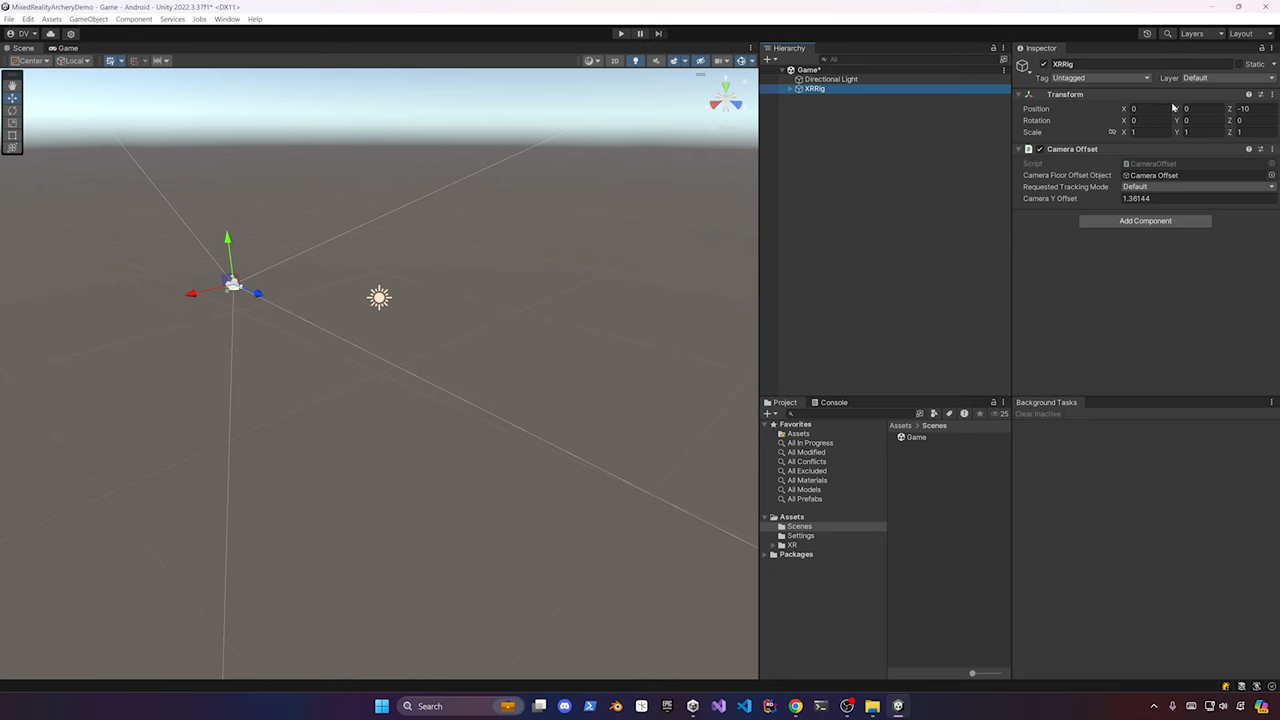 MixedRealityArcheryDemo - Game - Android - Unity 2022.3.37f1* <DX11>
File Edit Assets GameObject Component Services Jobs Window Help
DV Layers Layout
Scene Game
Center Local 2D
Hierarchy
All
Game*
Directional Light
XRRig
Inspector
XRRig Static
Tag Untagged Layer Default
Transform
Position X 0 0 Z -10
Rotation X 0 Y 0 Z 0
Scale X 1 Y 1 Z 1
Camera Offset
Script CameraOffset
Camera Floor Offset Object Camera Offset
Requested Tracking Mode Default
Camera Y Offset 1.36144
Add Component
Project Console
25
Favorites
Assets
All In Progress
All Modified
All Conflicts
All Excluded
All Materials
All Models
All Prefabs
Assets
Scenes
Settings
XR
Packages
Assets > Scenes
Game
Background Tasks
Clear Inactive
Search